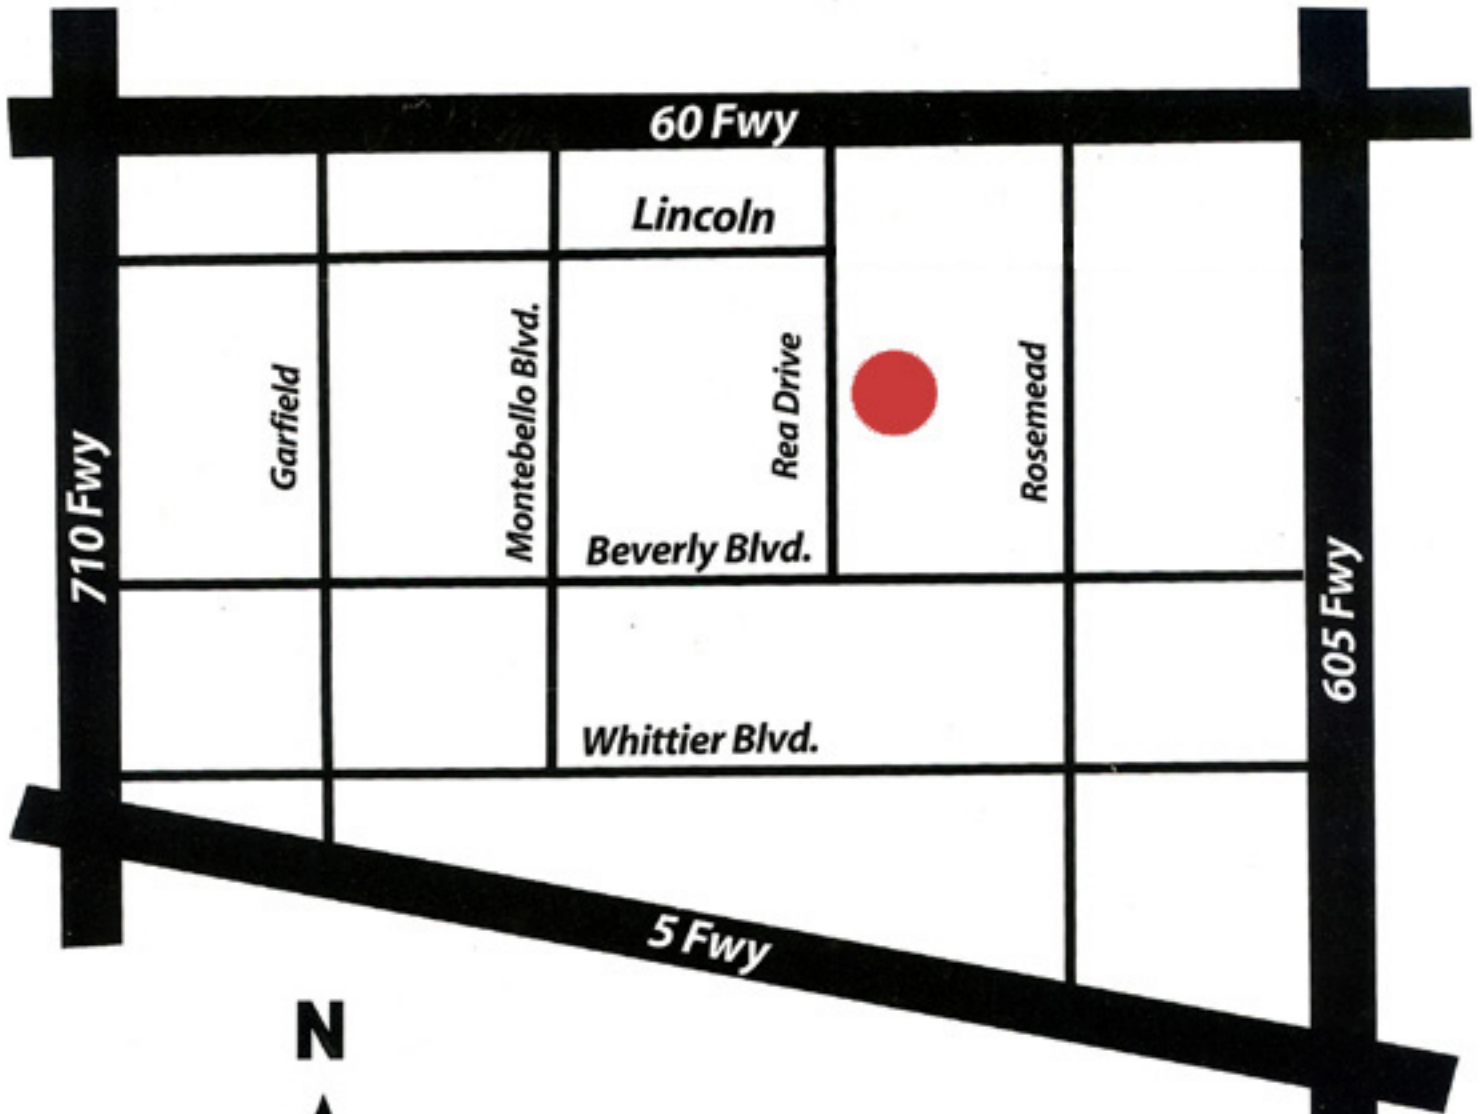 60 Fwy
Lincoln
Garfield
Montebello Blvd.
Rea Drive
Rosemead
710 Fwy
Beverly Blvd.
605 Fwy
Whittier Blvd.
5 Fwy
N